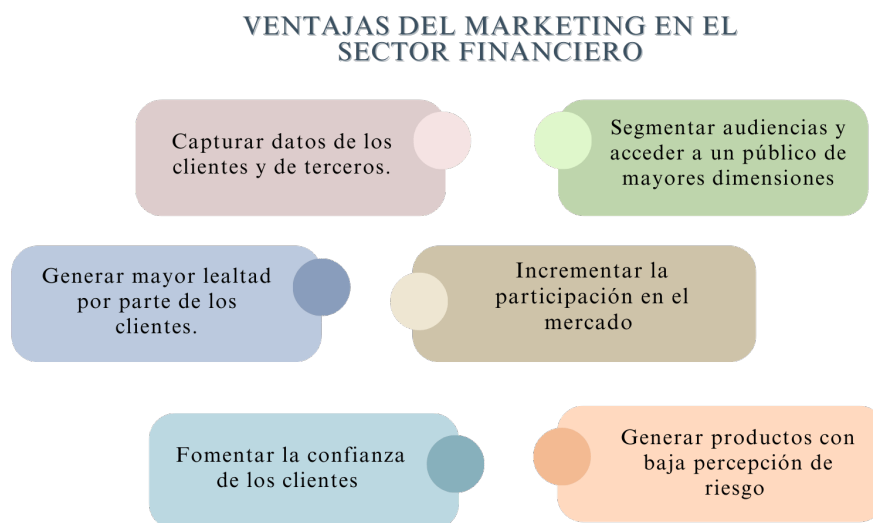 VENTAJAS DEL MARKETING EN EL
SECTOR FINANCIERO
Capturar datos de los
clientes y de terceros.
Segmentar audiencias y
acceder a un público de
mayores dimensiones
Generar mayor lealtad
por parte de los
clientes.
Incrementar la
participación en el
mercado
Fomentar la confianza
de los clientes
Generar productos con
baja percepción de
riesgo